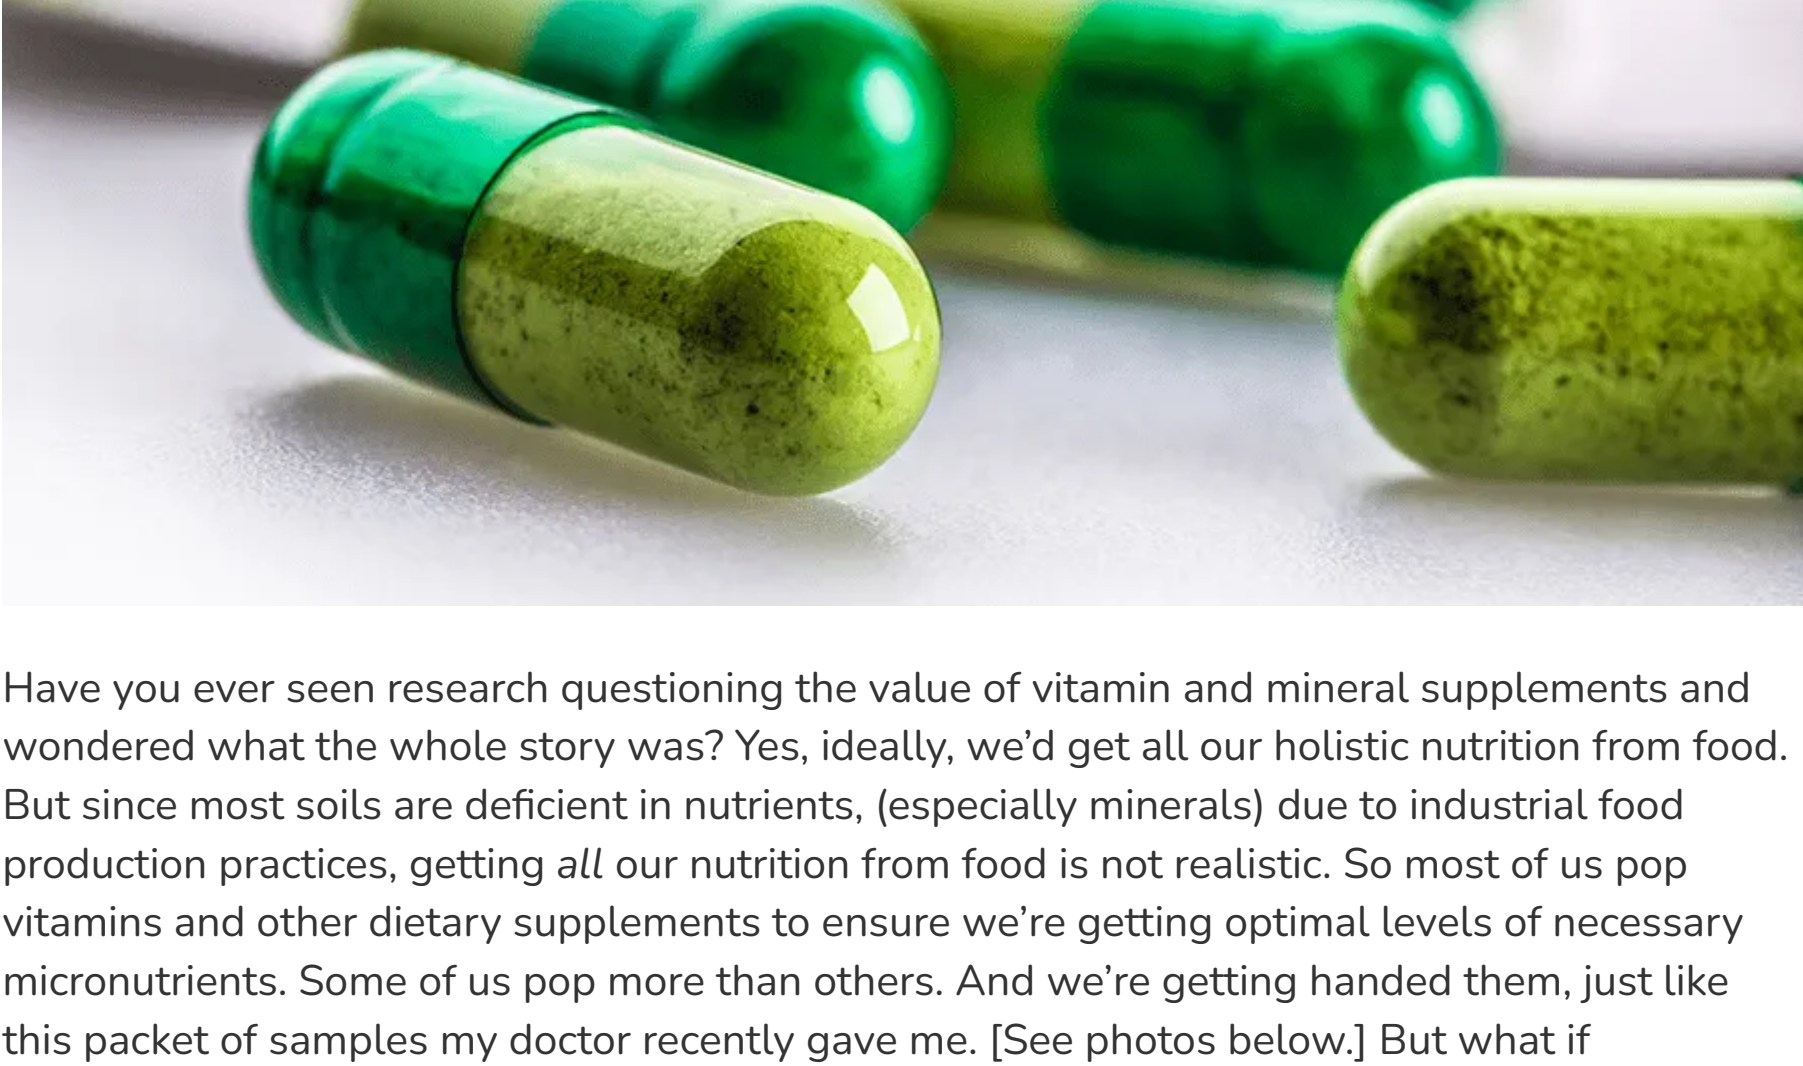 Have you ever seen research questioning the value of vitamin and mineral supplements and
wondered what the whole story was? Yes, ideally, we’d get all our holistic nutrition from food.
But since most soils are deficient in nutrients, (especially minerals) due to industrial food
production practices, getting all our nutrition from food is not realistic. So most of us pop
vitamins and other dietary supplements to ensure we’re getting optimal levels of necessary
micronutrients. Some of us pop more than others. And we’re getting handed them, just like
this packet of samples my doctor recently gave me. [See photos below.] But what if